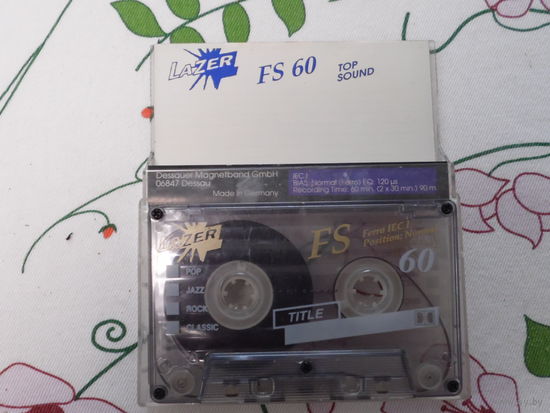 LAZER
FS 60
TOP
SOUND
Dessauer Magnetband GmbH
06847 Dessau
Made in Germany
IEC I
BIAS: Normal (Ferro) EQ: 120 µs
Recording Time: 60 min. (2 x 30 min.) 90 m
LAZER
FS
Ferro IEC I
Position: Normal
60
POP
JAZZ
ROCK
CLASSIC
TITLE